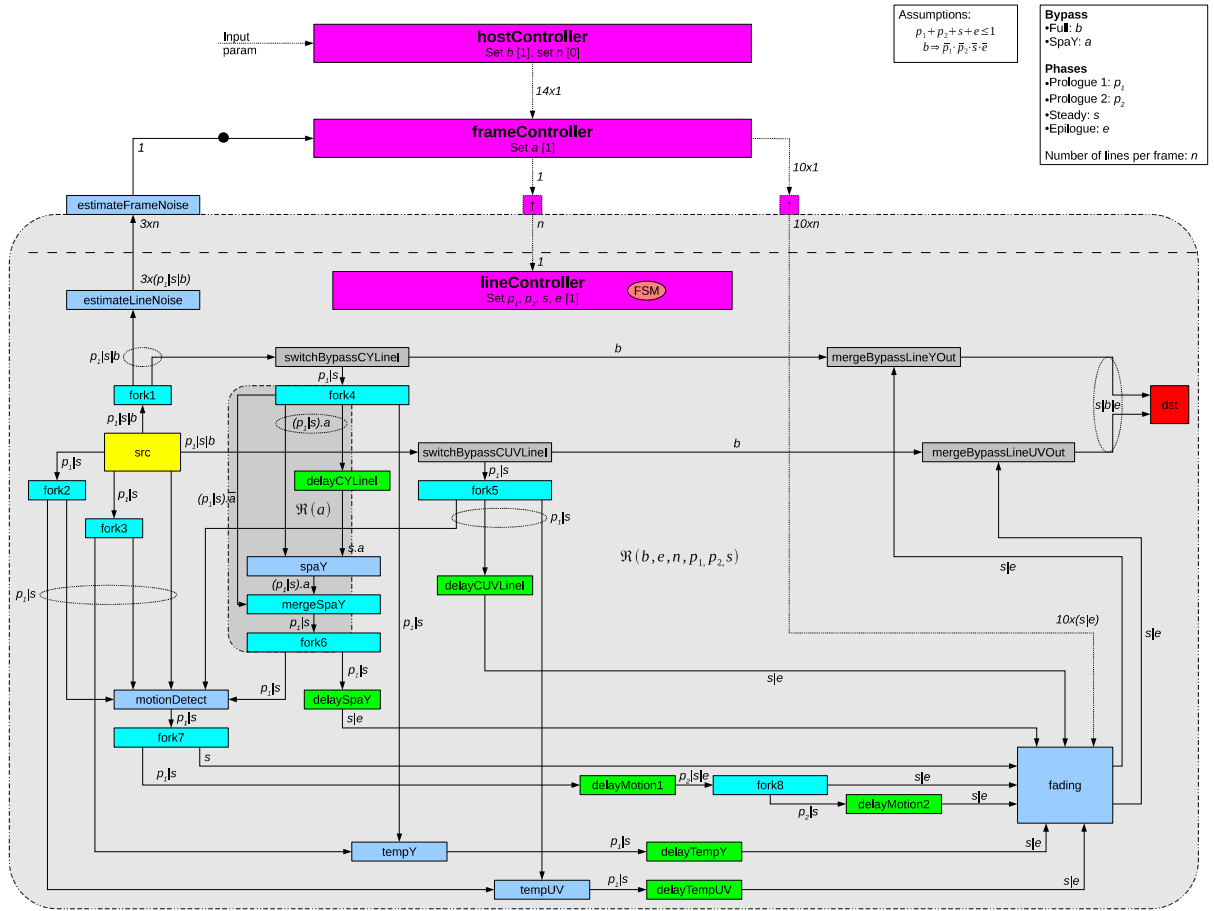 Input
param
hostController
Set b [1], set n [0]
Assumptions:
p₁+p₂+s+e≤1
b⇒p̄₁·p̄₂·s̄·ē
Bypass
•Full: b
•SpaY: a
Phases
•Prologue 1: p₁
•Prologue 2: p₂
•Steady: s
•Epilogue: e
Number of lines per frame: n
14x1
frameController
Set a [1]
1
1
10x1
estimateFrameNoise
↑
↑
3xn
n
10xn
1
3x(p₁|s|b)
lineController
Set p₁, p₂, s, e [1]
FSM
estimateLineNoise
p₁|s|b
switchBypassCYLineI
b
mergeBypassLineYOut
p₁|s
fork1
fork4
p₁|s|b
s|b|e
dst
(p₁|s).a
src
p₁|s|b
p₁|s
switchBypassCUVLineI
b
mergeBypassLineUVOut
p₁|s
fork2
p₁|s
delayCYLineI
fork5
(p₁|s).a̅
ℜ(a)
p₁|s
fork3
s.a
spaY
ℜ(b,e,n,p₁,p₂,s)
s|e
(p₁|s).a
delayCUVLineI
p₁|s
mergeSpaY
p₁|s
p₁|s
10x(s|e)
fork6
s|e
p₁|s
p₁|s
s|e
motionDetect
delaySpaY
p₁|s
s|e
fork7
s
p₁|s
delayMotion1
p₂|s|e
fork8
s|e
fading
p₂|s
delayMotion2
s|e
tempY
p₁|s
delayTempY
s|e
tempUV
p₁|s
delayTempUV
s|e